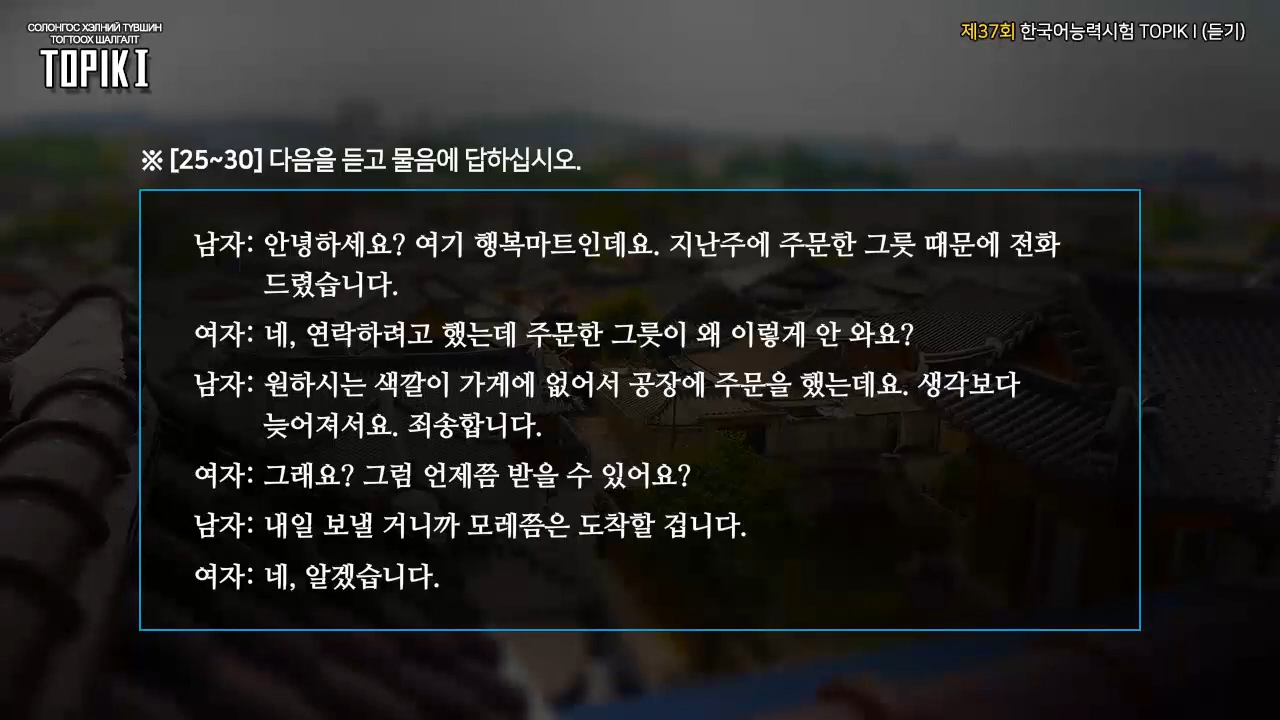 СОЛОНГОС ХЭЛНИЙ ТҮВШИН
ТОГТООХ ШАЛГАЛТ
TOPIK I
제37회 한국어능력시험 TOPIK I (듣기)
※ [25~30] 다음을 듣고 물음에 답하십시오.
남자: 안녕하세요? 여기 행복마트인데요. 지난주에 주문한 그릇 때문에 전화
드렸습니다.
여자: 네, 연락하려고 했는데 주문한 그릇이 왜 이렇게 안 와요?
남자: 원하시는 색깔이 가게에 없어서 공장에 주문을 했는데요. 생각보다
늦어져서요. 죄송합니다.
여자: 그래요? 그럼 언제쯤 받을 수 있어요?
남자: 내일 보낼 거니까 모레쯤은 도착할 겁니다.
여자: 네, 알겠습니다.